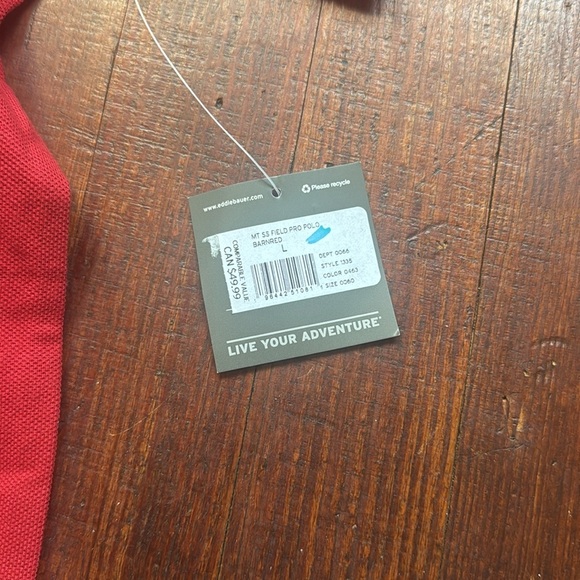 www.eddiebauer.com
Please recycle
MT SS FIELD PRO POLO
BARNRED
L
COMPARABLE VALUE
CAN $49.99
DEPT 0066
STYLE 1335
COLOR 0463
SIZE 0060
LIVE YOUR ADVENTURE®